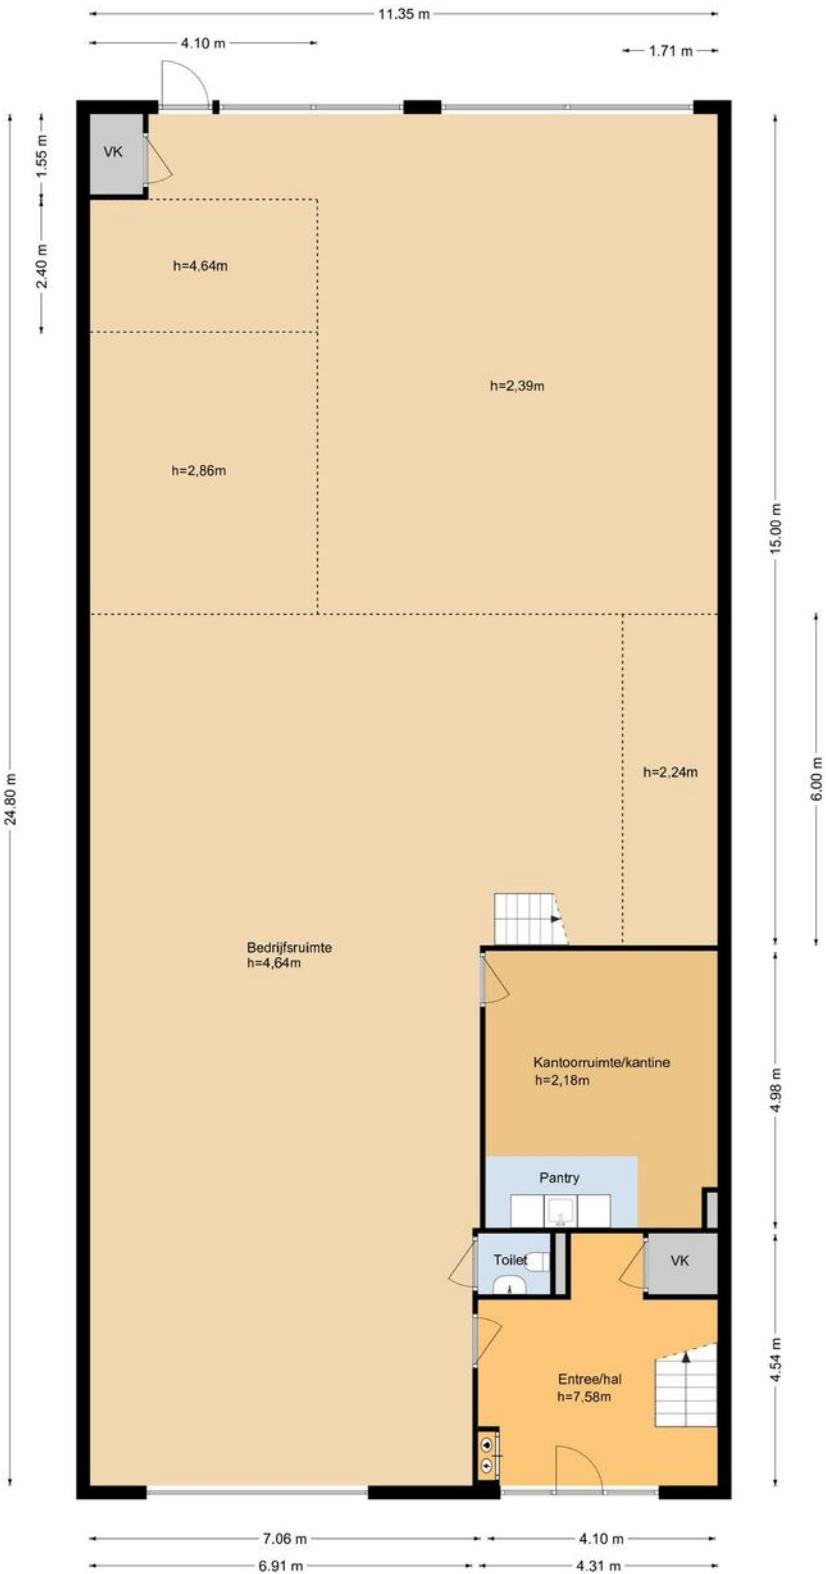 11.35 m
4.10 m
1.71 m
1.55 m
VK
2.40 m
h=4,64m
h=2,39m
h=2,86m
15.00 m
24.80 m
h=2,24m
6.00 m
Bedrijfsruimte
h=4,64m
Kantoorruimte/kantine
h=2,18m
4.98 m
Pantry
Toilet
VK
4.54 m
Entree/hal
h=7,58m
7.06 m
4.10 m
6.91 m
4.31 m